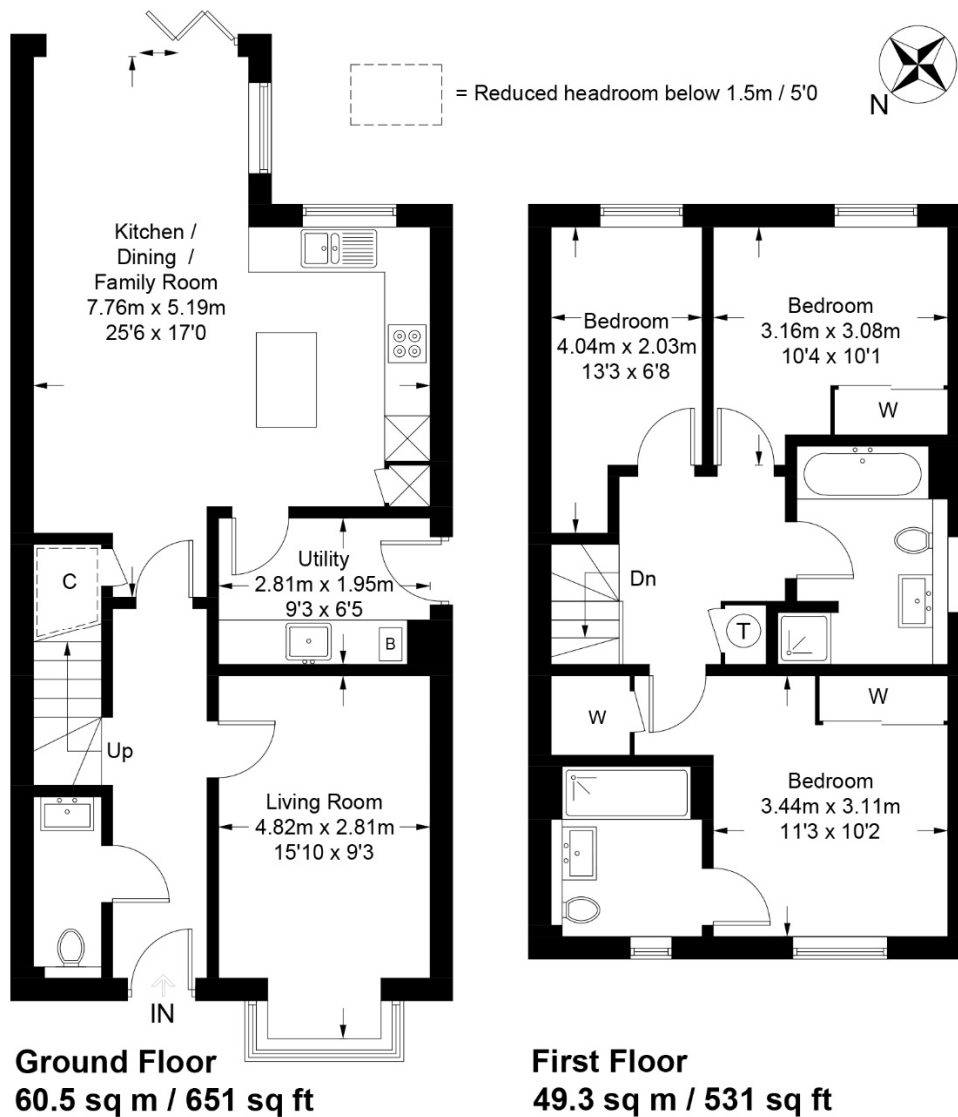 = Reduced headroom below 1.5m / 5'0
N
Kitchen /
Dining /
Family Room
7.76m x 5.19m
25'6 x 17'0
C
Utility
2.81m x 1.95m
9'3 x 6'5
B
Up
Living Room
4.82m x 2.81m
15'10 x 9'3
IN
Ground Floor
60.5 sq m / 651 sq ft
Bedroom
4.04m x 2.03m
13'3 x 6'8
Bedroom
3.16m x 3.08m
10'4 x 10'1
W
Dn
T
W
W
Bedroom
3.44m x 3.11m
11'3 x 10'2
First Floor
49.3 sq m / 531 sq ft